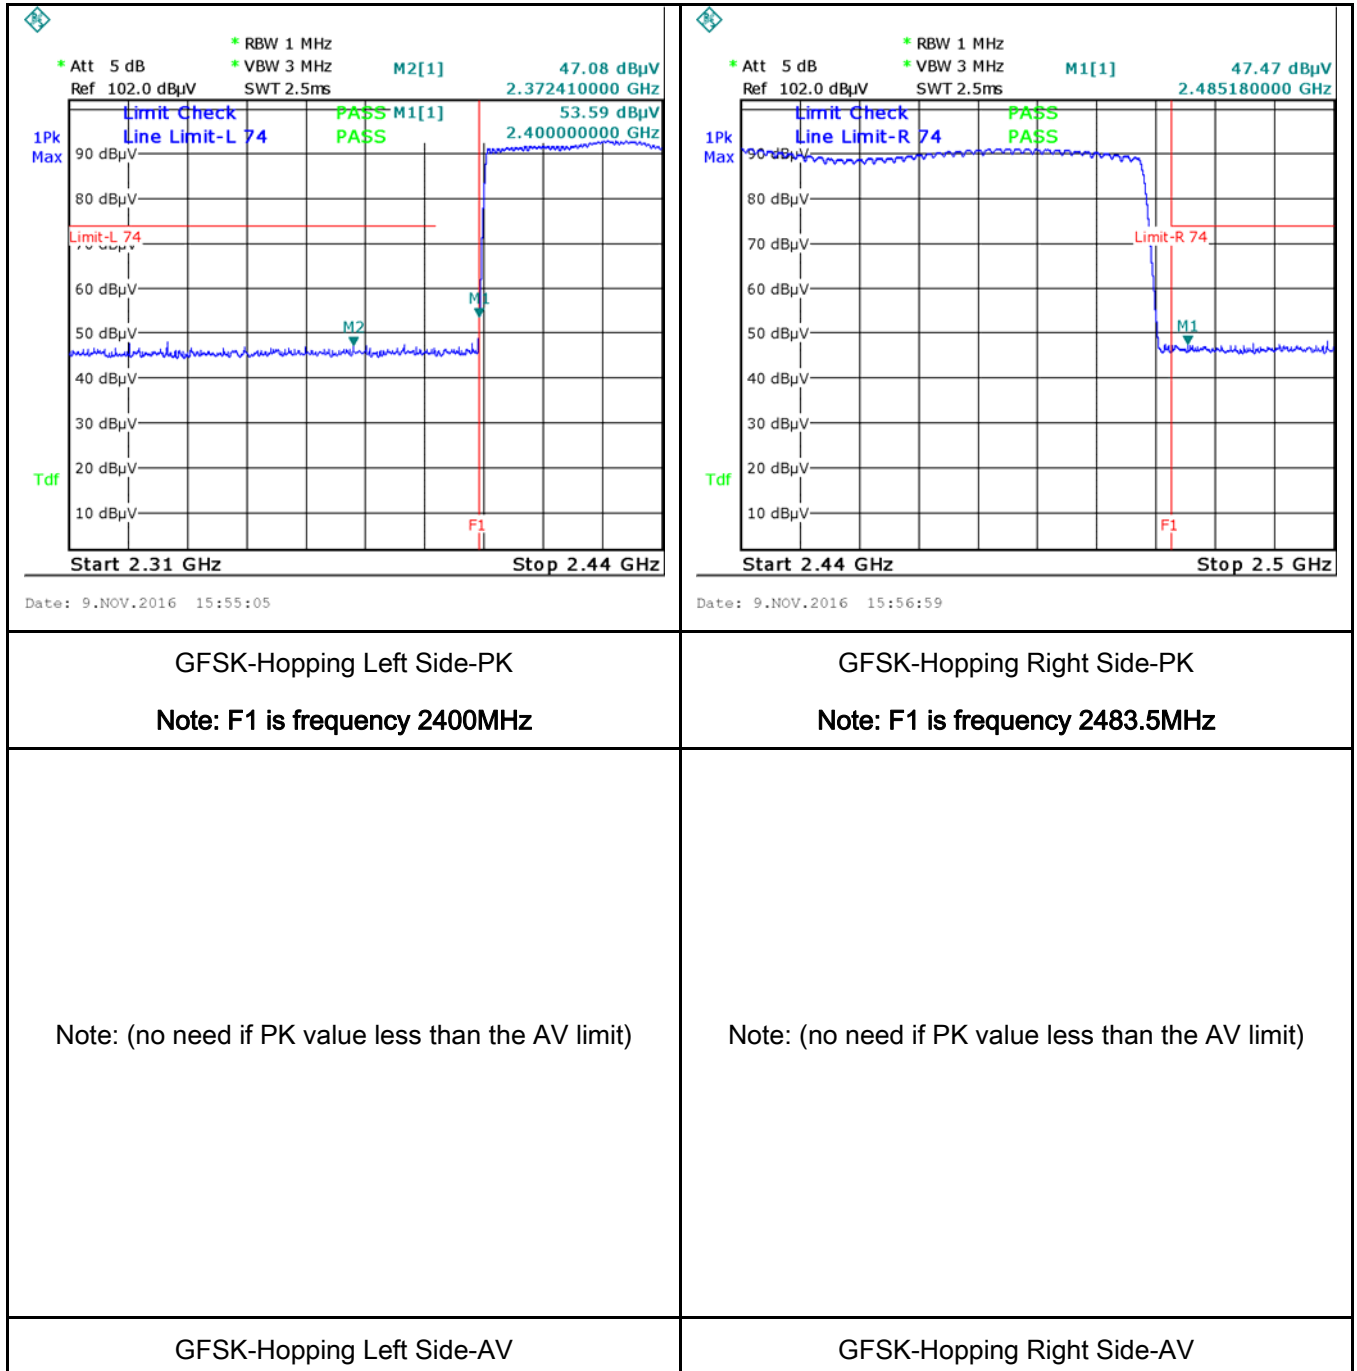 * RBW 1 MHz
* Att 5 dB * VBW 3 MHz M2[1] 47.08 dBµV
Ref 102.0 dBµV SWT 2.5ms 2.372410000 GHz
Limit Check PASS M1[1] 53.59 dBµV
1Pk Line Limit-L 74 PASS 2.400000000 GHz
Max 90 dBµV
80 dBµV
Limit-L 74
70 dBµV
60 dBµV
M1
50 dBµV M2
40 dBµV
30 dBµV
Tdf 20 dBµV
10 dBµV
F1
Start 2.31 GHz Stop 2.44 GHz
Date: 9.NOV.2016 15:55:05
* RBW 1 MHz
* Att 5 dB * VBW 3 MHz M1[1] 47.47 dBµV
Ref 102.0 dBµV SWT 2.5ms 2.485180000 GHz
Limit Check PASS
1Pk Line Limit-R 74 PASS
Max 90 dBµV
80 dBµV
Limit-R 74
70 dBµV
60 dBµV
50 dBµV M1
40 dBµV
30 dBµV
Tdf 20 dBµV
10 dBµV
F1
Start 2.44 GHz Stop 2.5 GHz
Date: 9.NOV.2016 15:56:59
GFSK-Hopping Left Side-PK
Note: F1 is frequency 2400MHz
GFSK-Hopping Right Side-PK
Note: F1 is frequency 2483.5MHz
Note: (no need if PK value less than the AV limit)
Note: (no need if PK value less than the AV limit)
GFSK-Hopping Left Side-AV
GFSK-Hopping Right Side-AV